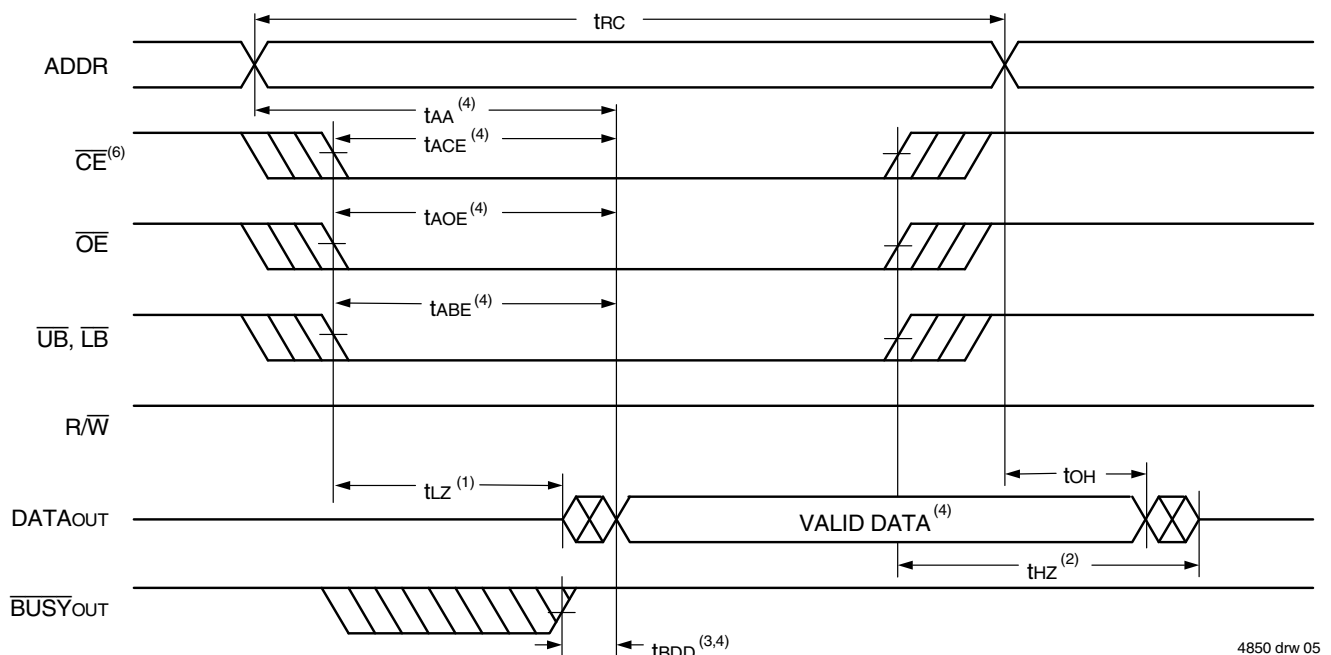 tRC
ADDR
tAA (4)
tACE (4)
CE (6)
tAOE (4)
OE
tABE (4)
UB, LB
R/W
tLZ (1)
tOH
DATAOUT
VALID DATA (4)
tHZ (2)
BUSYOUT
tBDD (3,4)
4850 drw 05